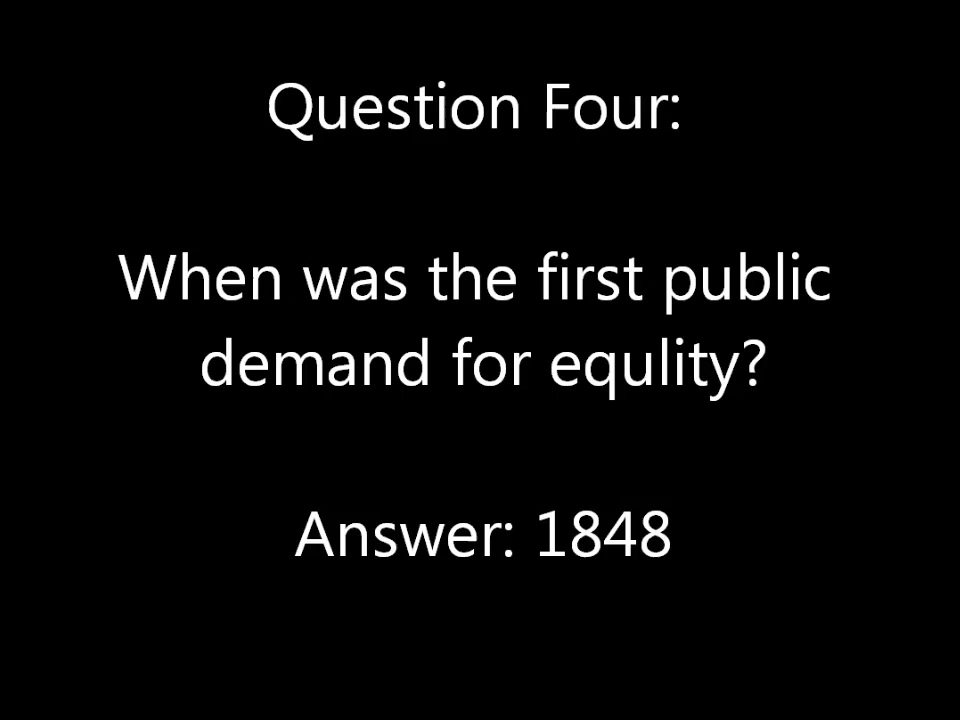 Question Four:
When was the first public
demand for equlity?
Answer: 1848